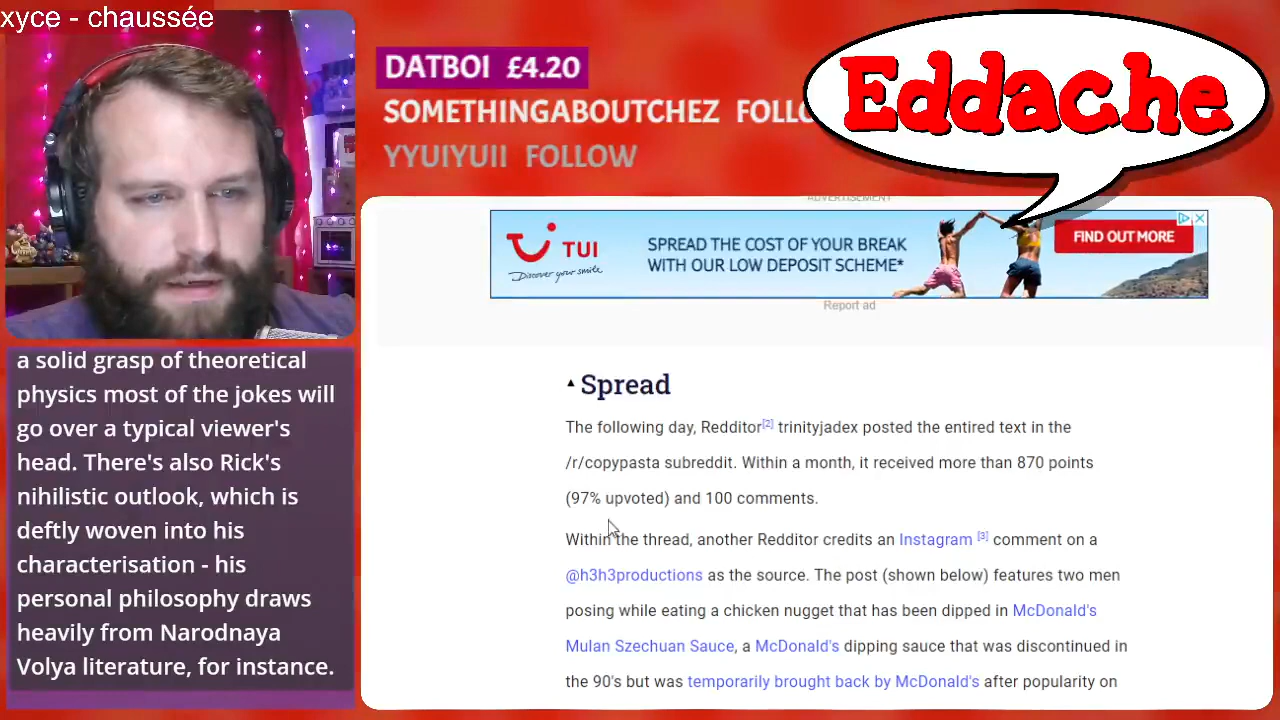 xyce - chaussée
DATBOI £4.20
SOMETHINGABOUTCHEZ FOLLO
YYUIYUII FOLLOW
Eddache
ADVERTISEMENT
TUI
Discover your smile
SPREAD THE COST OF YOUR BREAK
WITH OUR LOW DEPOSIT SCHEME*
FIND OUT MORE
Report ad
a solid grasp of theoretical
physics most of the jokes will
go over a typical viewer's
head. There's also Rick's
nihilistic outlook, which is
deftly woven into his
characterisation - his
personal philosophy draws
heavily from Narodnaya
Volya literature, for instance.
Spread
The following day, Redditor[2] trinityjadex posted the entired text in the
/r/copypasta subreddit. Within a month, it received more than 870 points
(97% upvoted) and 100 comments.
Within the thread, another Redditor credits an Instagram [3] comment on a
@h3h3productions as the source. The post (shown below) features two men
posing while eating a chicken nugget that has been dipped in McDonald's
Mulan Szechuan Sauce, a McDonald's dipping sauce that was discontinued in
the 90's but was temporarily brought back by McDonald's after popularity on